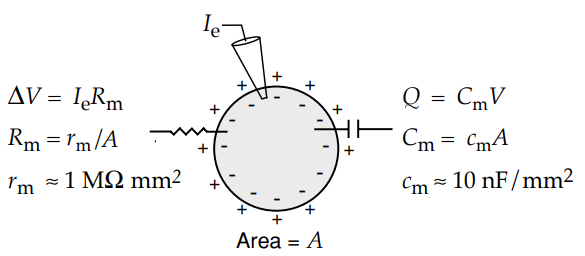 Iₑ
ΔV = IₑRₘ
Rₘ = rₘ/A
rₘ ≈ 1 MΩ mm²
Q = CₘV
Cₘ = cₘA
cₘ ≈ 10 nF/mm²
+ + + + + + + + + + + +
- - - - - - - - - - - -
Area = A